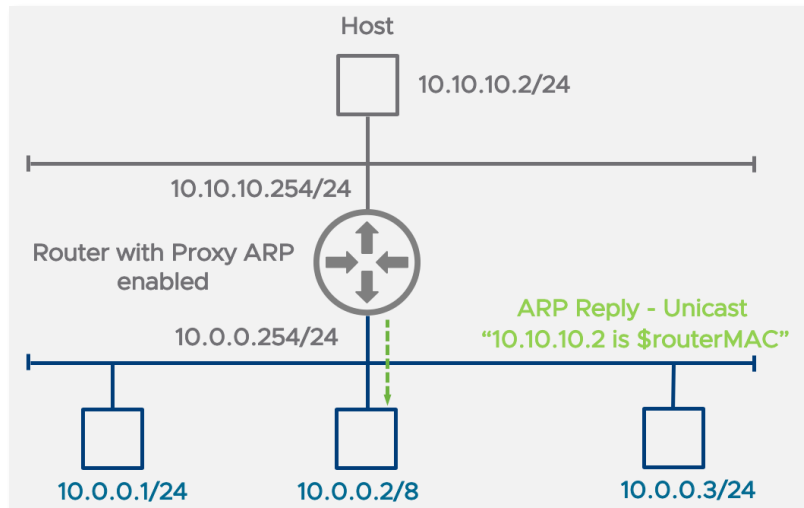 Host
10.10.10.2/24
10.10.10.254/24
Router with Proxy ARP
enabled
ARP Reply - Unicast
“10.10.10.2 is $routerMAC”
10.0.0.254/24
10.0.0.1/24
10.0.0.2/8
10.0.0.3/24